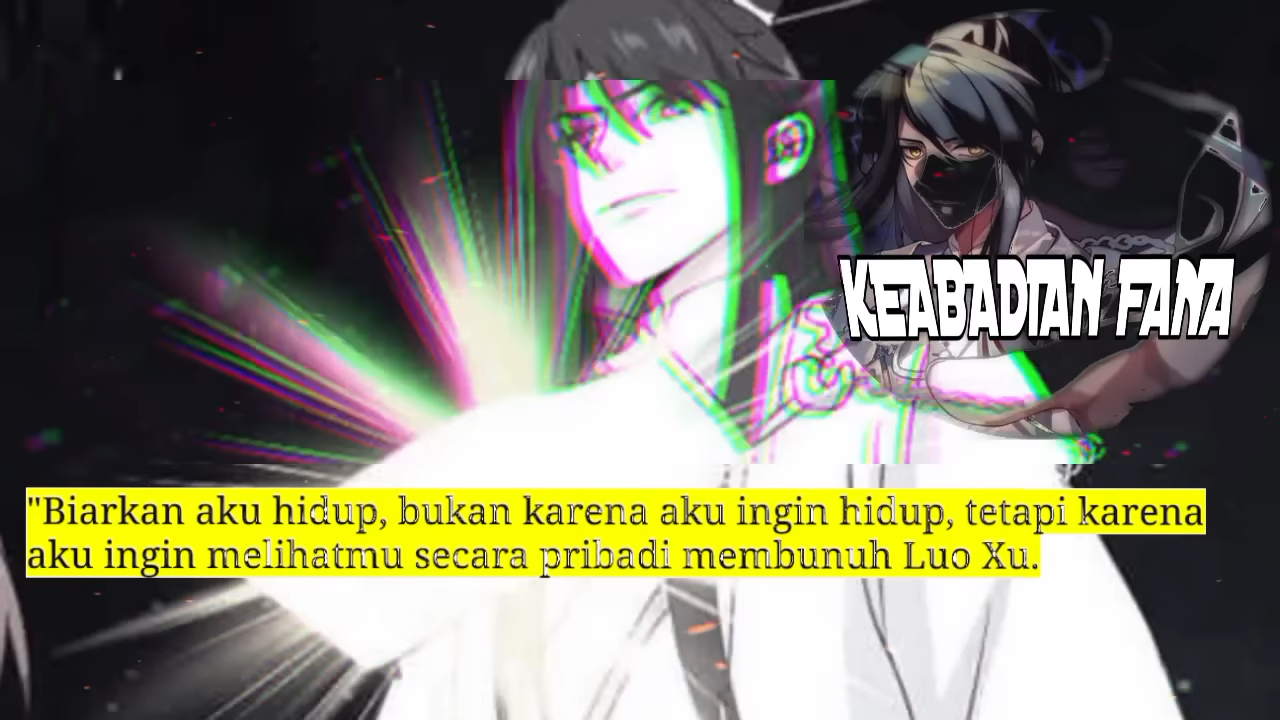 KEABADIAN FANA
"Biarkan aku hidup, bukan karena aku ingin hidup, tetapi karena
aku ingin melihatmu secara pribadi membunuh Luo Xu.